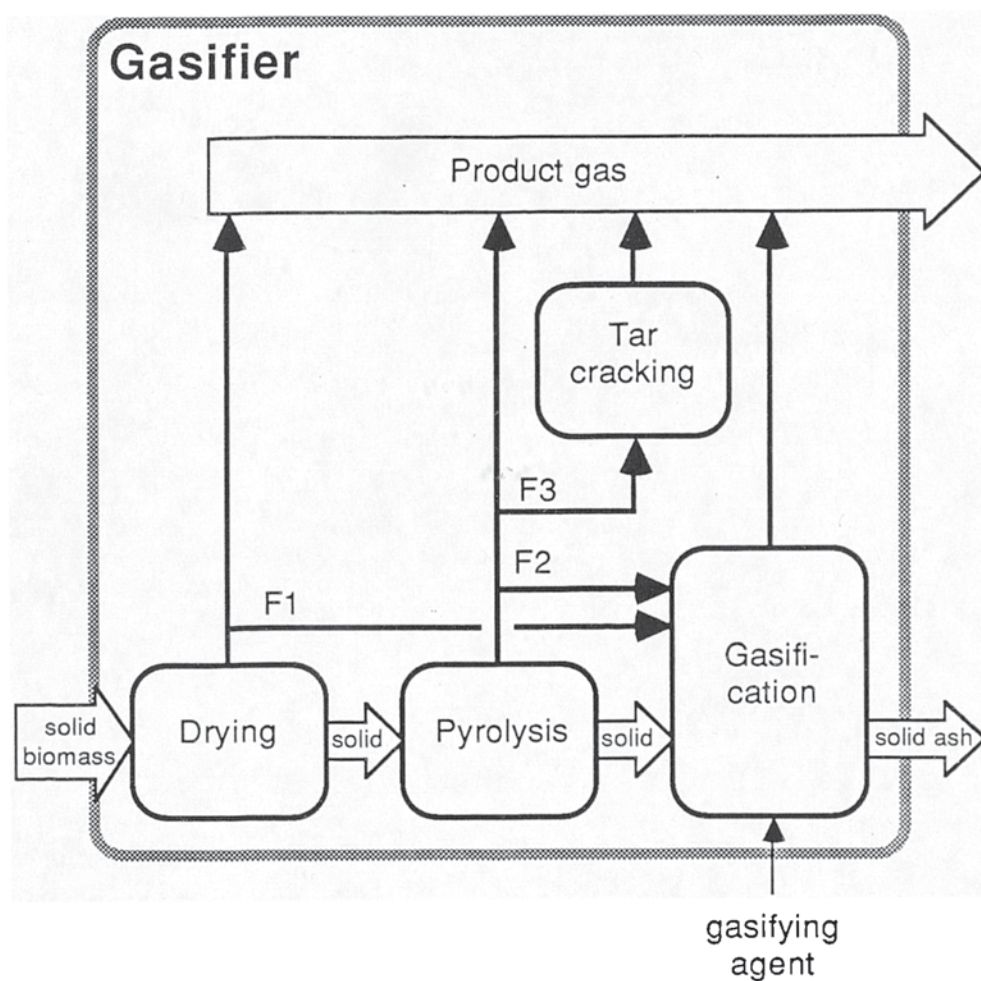 Gasifier
Product gas
Tar
cracking
F3
F2
F1
Gasifi-
cation
Drying
Pyrolysis
solid
biomass
solid
solid
solid ash
gasifying
agent